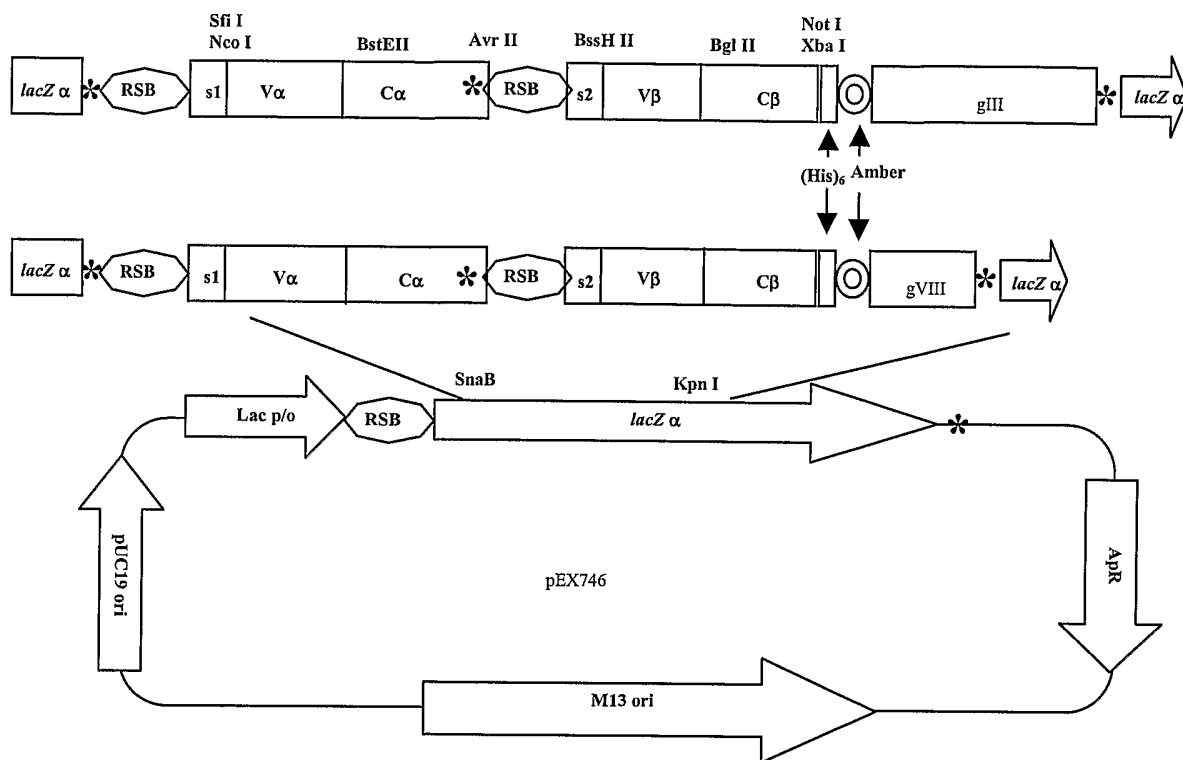 Sfi I
Nco I
BstEII
Avr II
BssH II
Bgl II
Not I
Xba I
lacZ α
*
RSB
s1
Vα
Cα
*
RSB
s2
Vβ
Cβ
gIII
*
lacZ α
(His)6
Amber
lacZ α
*
RSB
s1
Vα
Cα
*
RSB
s2
Vβ
Cβ
gVIII
*
lacZ α
SnaB
Kpn I
Lac p/o
RSB
lacZ α
*
pUC19 ori
pEX746
ApR
M13 ori